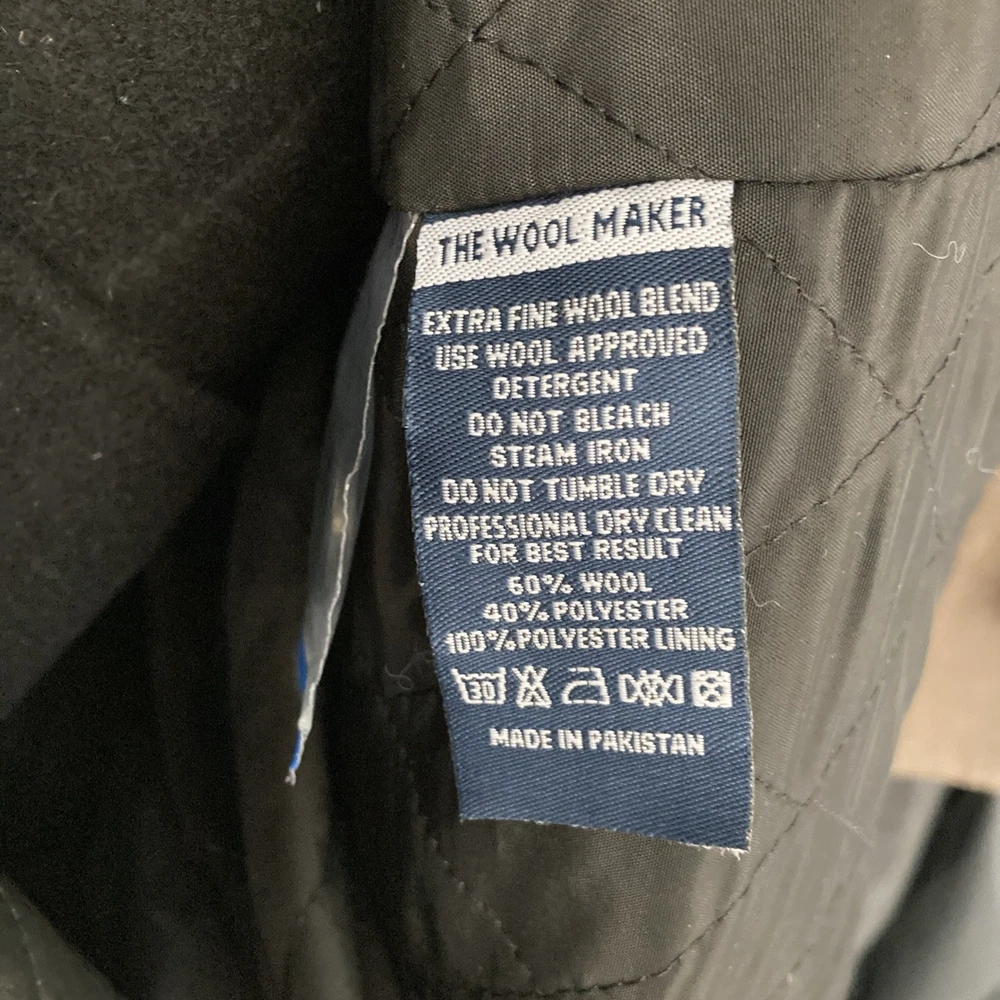 THE WOOL MAKER
EXTRA FINE WOOL BLEND
USE WOOL APPROVED
DETERGENT
DO NOT BLEACH
STEAM IRON
DO NOT TUMBLE DRY
PROFESSIONAL DRY CLEAN
FOR BEST RESULT
60% WOOL
40% POLYESTER
100% POLYESTER LINING
30
MADE IN PAKISTAN